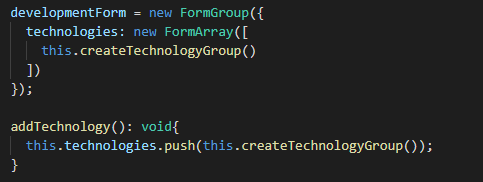 developmentForm = new FormGroup({
  technologies: new FormArray([
    this.createTechnologyGroup()
  ])
});

addTechnology(): void{
  this.technologies.push(this.createTechnologyGroup());
}